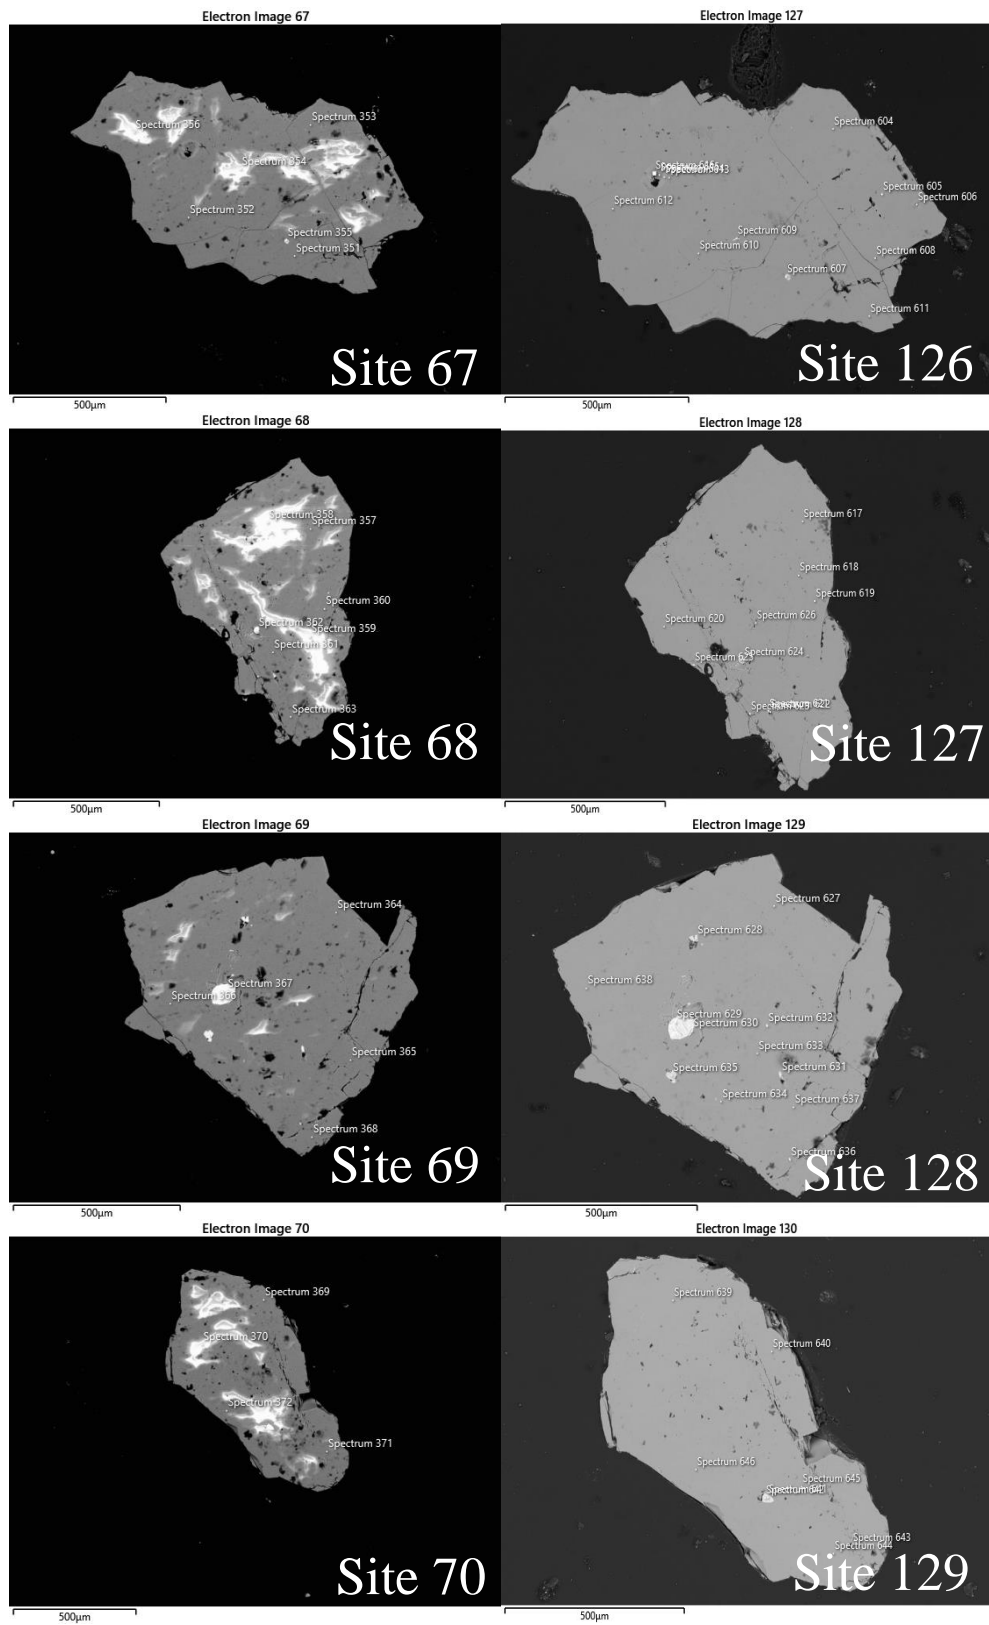 Electron Image 67
Spectrum 356
Spectrum 353
Spectrum 354
Spectrum 352
Spectrum 355
Spectrum 351
Site 67
500µm
Electron Image 127
Spectrum 604
Spectrum 605
Spectrum 606
Spectrum 612
Spectrum 609
Spectrum 610
Spectrum 608
Spectrum 607
Spectrum 611
Site 126
500µm
Electron Image 68
Spectrum 358
Spectrum 357
Spectrum 360
Spectrum 362
Spectrum 359
Spectrum 361
Spectrum 363
Site 68
500µm
Electron Image 128
Spectrum 617
Spectrum 618
Spectrum 619
Spectrum 620
Spectrum 626
Spectrum 624
Spectrum
Spectrum
Site 127
500µm
Electron Image 69
Spectrum 364
Spectrum 367
Spectrum 366
Spectrum 365
Spectrum 368
Site 69
500µm
Electron Image 129
Spectrum 627
Spectrum 628
Spectrum 638
Spectrum 629
Spectrum 630
Spectrum 632
Spectrum 633
Spectrum 635
Spectrum 631
Spectrum 634
Spectrum 637
Spectrum 636
Site 128
500µm
Electron Image 70
Spectrum 369
Spectrum 370
Spectrum 372
Spectrum 371
Site 70
500µm
Electron Image 130
Spectrum 639
Spectrum 640
Spectrum 646
Spectrum 645
Spectrum 643
Spectrum 644
Site 129
500µm